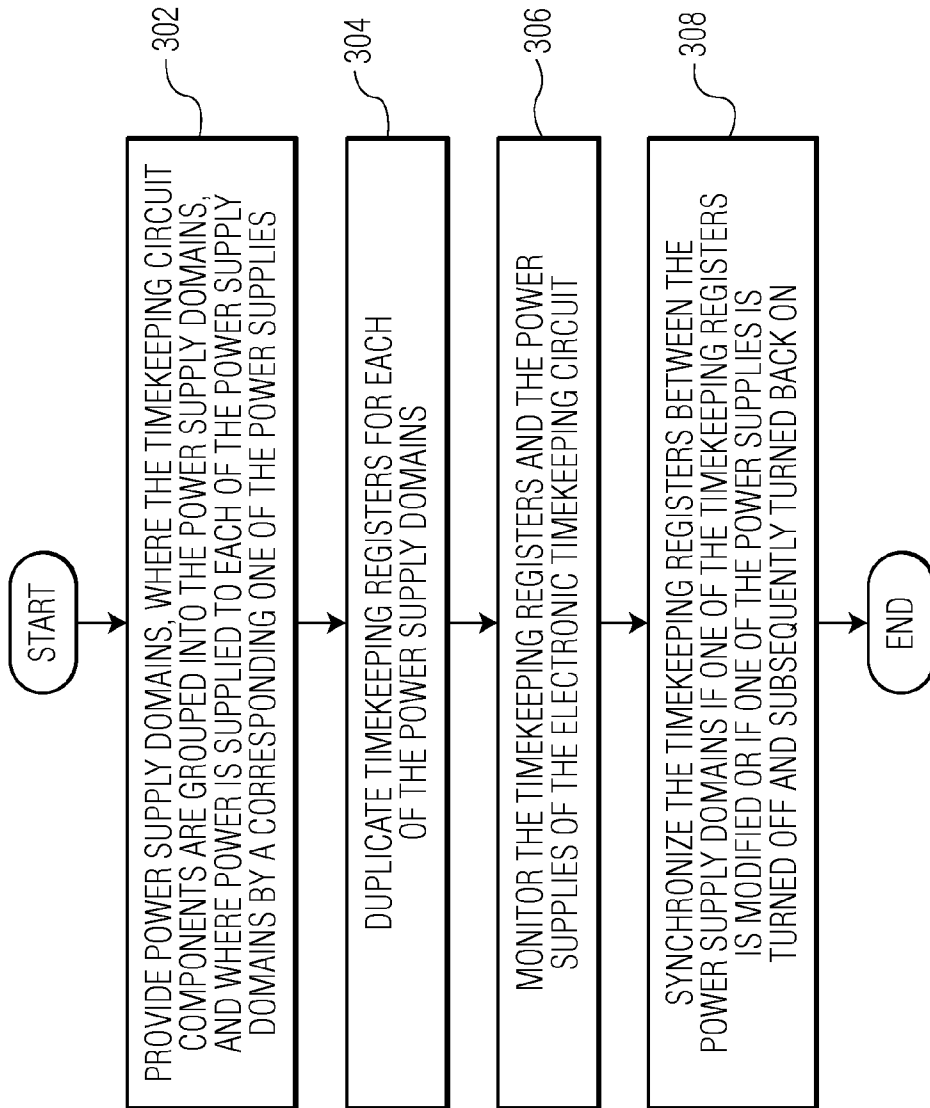 START
PROVIDE POWER SUPPLY DOMAINS, WHERE THE TIMEKEEPING CIRCUIT
COMPONENTS ARE GROUPED INTO THE POWER SUPPLY DOMAINS,
AND WHERE POWER IS SUPPLIED TO EACH OF THE POWER SUPPLY
DOMAINS BY A CORRESPONDING ONE OF THE POWER SUPPLIES
302
DUPLICATE TIMEKEEPING REGISTERS FOR EACH
OF THE POWER SUPPLY DOMAINS
304
MONITOR THE TIMEKEEPING REGISTERS AND THE POWER
SUPPLIES OF THE ELECTRONIC TIMEKEEPING CIRCUIT
306
SYNCHRONIZE THE TIMEKEEPING REGISTERS BETWEEN THE
POWER SUPPLY DOMAINS IF ONE OF THE TIMEKEEPING REGISTERS
IS MODIFIED OR IF ONE OF THE POWER SUPPLIES IS
TURNED OFF AND SUBSEQUENTLY TURNED BACK ON
308
END